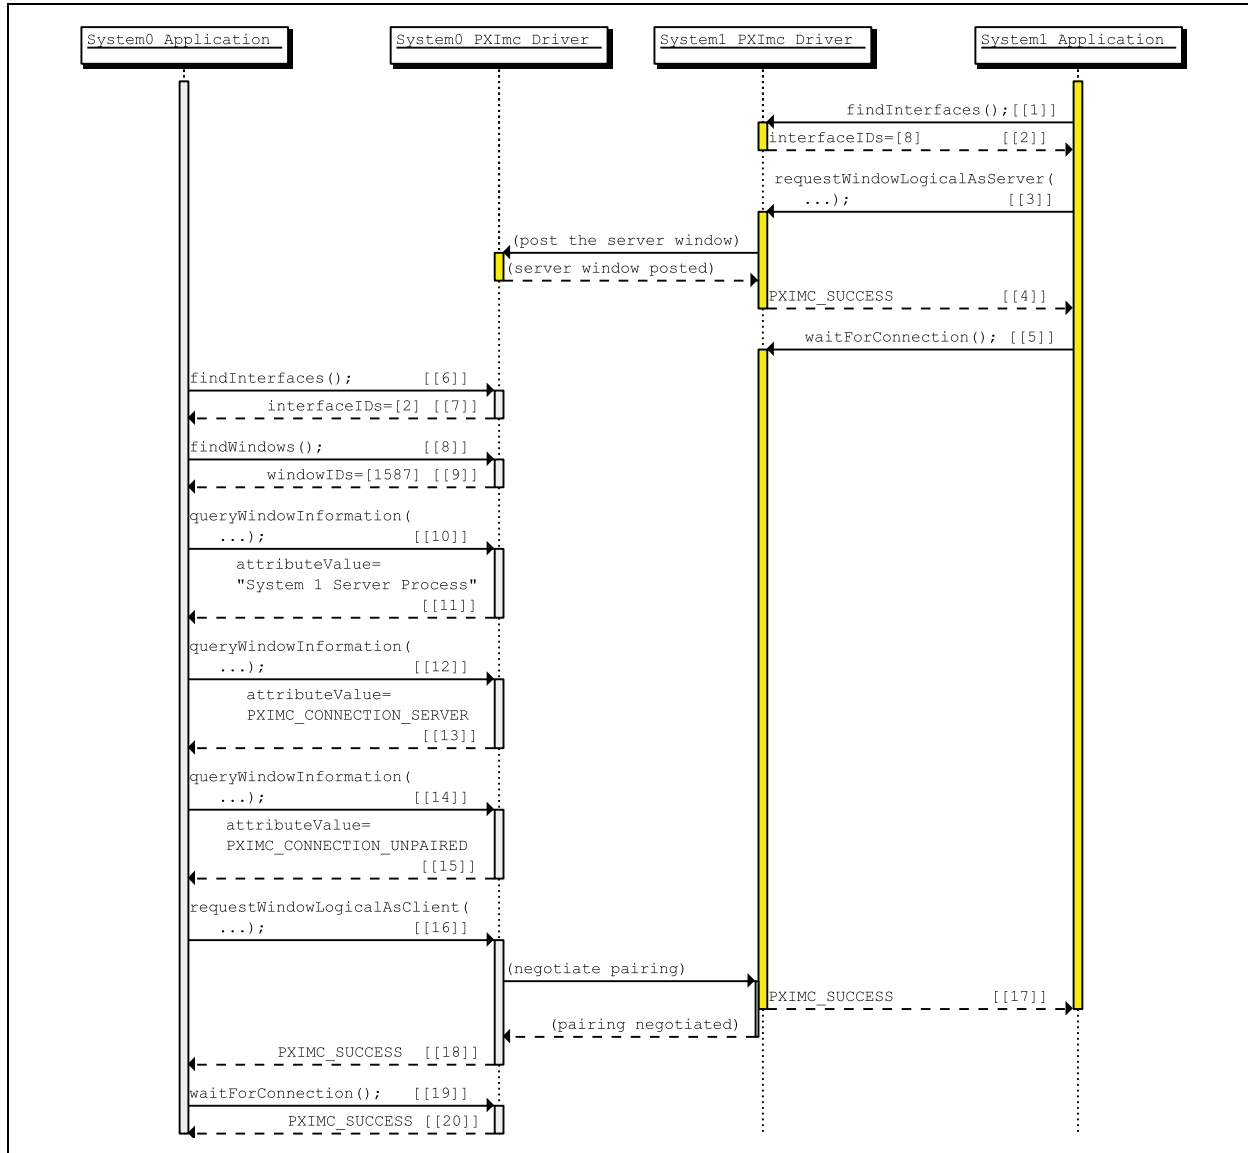 System0 Application
System0 PXImc Driver
System1 PXImc Driver
System1 Application
findInterfaces();[[1]]
interfaceIDs=[8] [[2]]
requestWindowLogicalAsServer(
...); [[3]]
(post the server window)
(server window posted)
PXIMC_SUCCESS [[4]]
waitForConnection(); [[5]]
findInterfaces(); [[6]]
interfaceIDs=[2] [[7]]
findWindows(); [[8]]
windowIDs=[1587] [[9]]
queryWindowInformation(
...); [[10]]
attributeValue=
"System 1 Server Process"
[[11]]
queryWindowInformation(
...); [[12]]
attributeValue=
PXIMC_CONNECTION_SERVER
[[13]]
queryWindowInformation(
...); [[14]]
attributeValue=
PXIMC_CONNECTION_UNPAIRED
[[15]]
requestWindowLogicalAsClient(
...); [[16]]
(negotiate pairing)
PXIMC_SUCCESS [[17]]
(pairing negotiated)
PXIMC_SUCCESS [[18]]
waitForConnection(); [[19]]
PXIMC_SUCCESS [[20]]